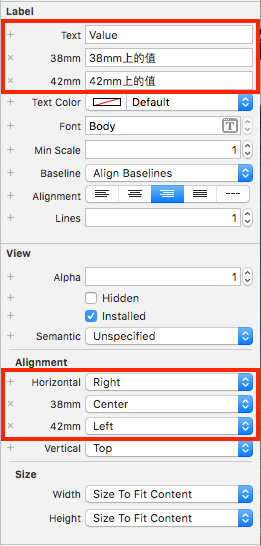 Label
Text Value
38mm 38mm上的值
42mm 42mm上的值
Text Color Default
Font Body T
Min Scale 1
Baseline Align Baselines
Alignment
Lines 1
View
Alpha 1
Hidden
Installed
Semantic Unspecified
Alignment
Horizontal Right
38mm Center
42mm Left
Vertical Top
Size
Width Size To Fit Content
Height Size To Fit Content